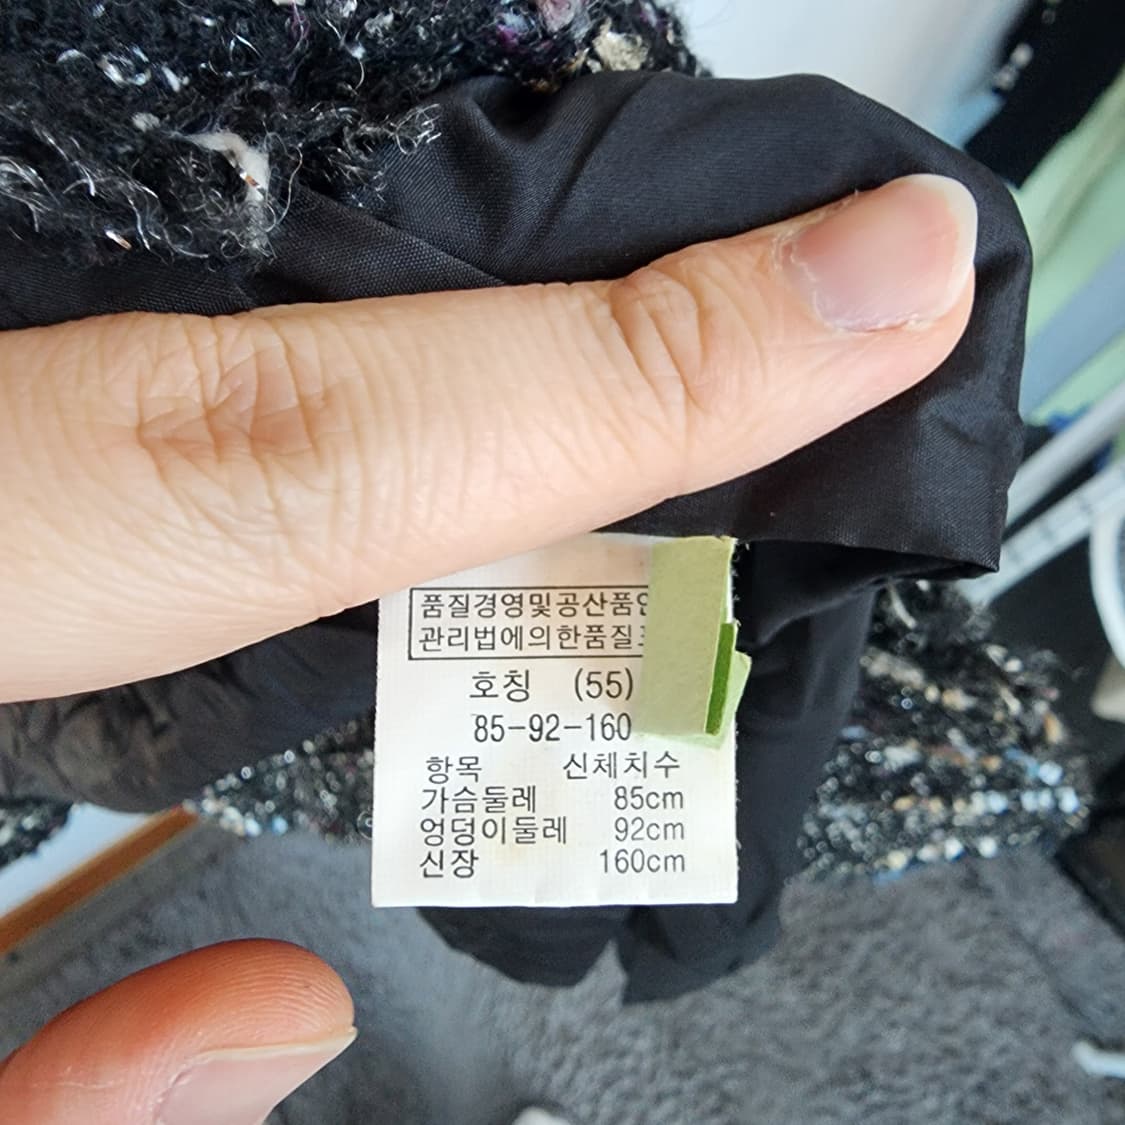 품질경영및공산품안
관리법에의한품질표
호칭 (55)
85-92-160
항목 신체치수
가슴둘레 85cm
엉덩이둘레 92cm
신장 160cm